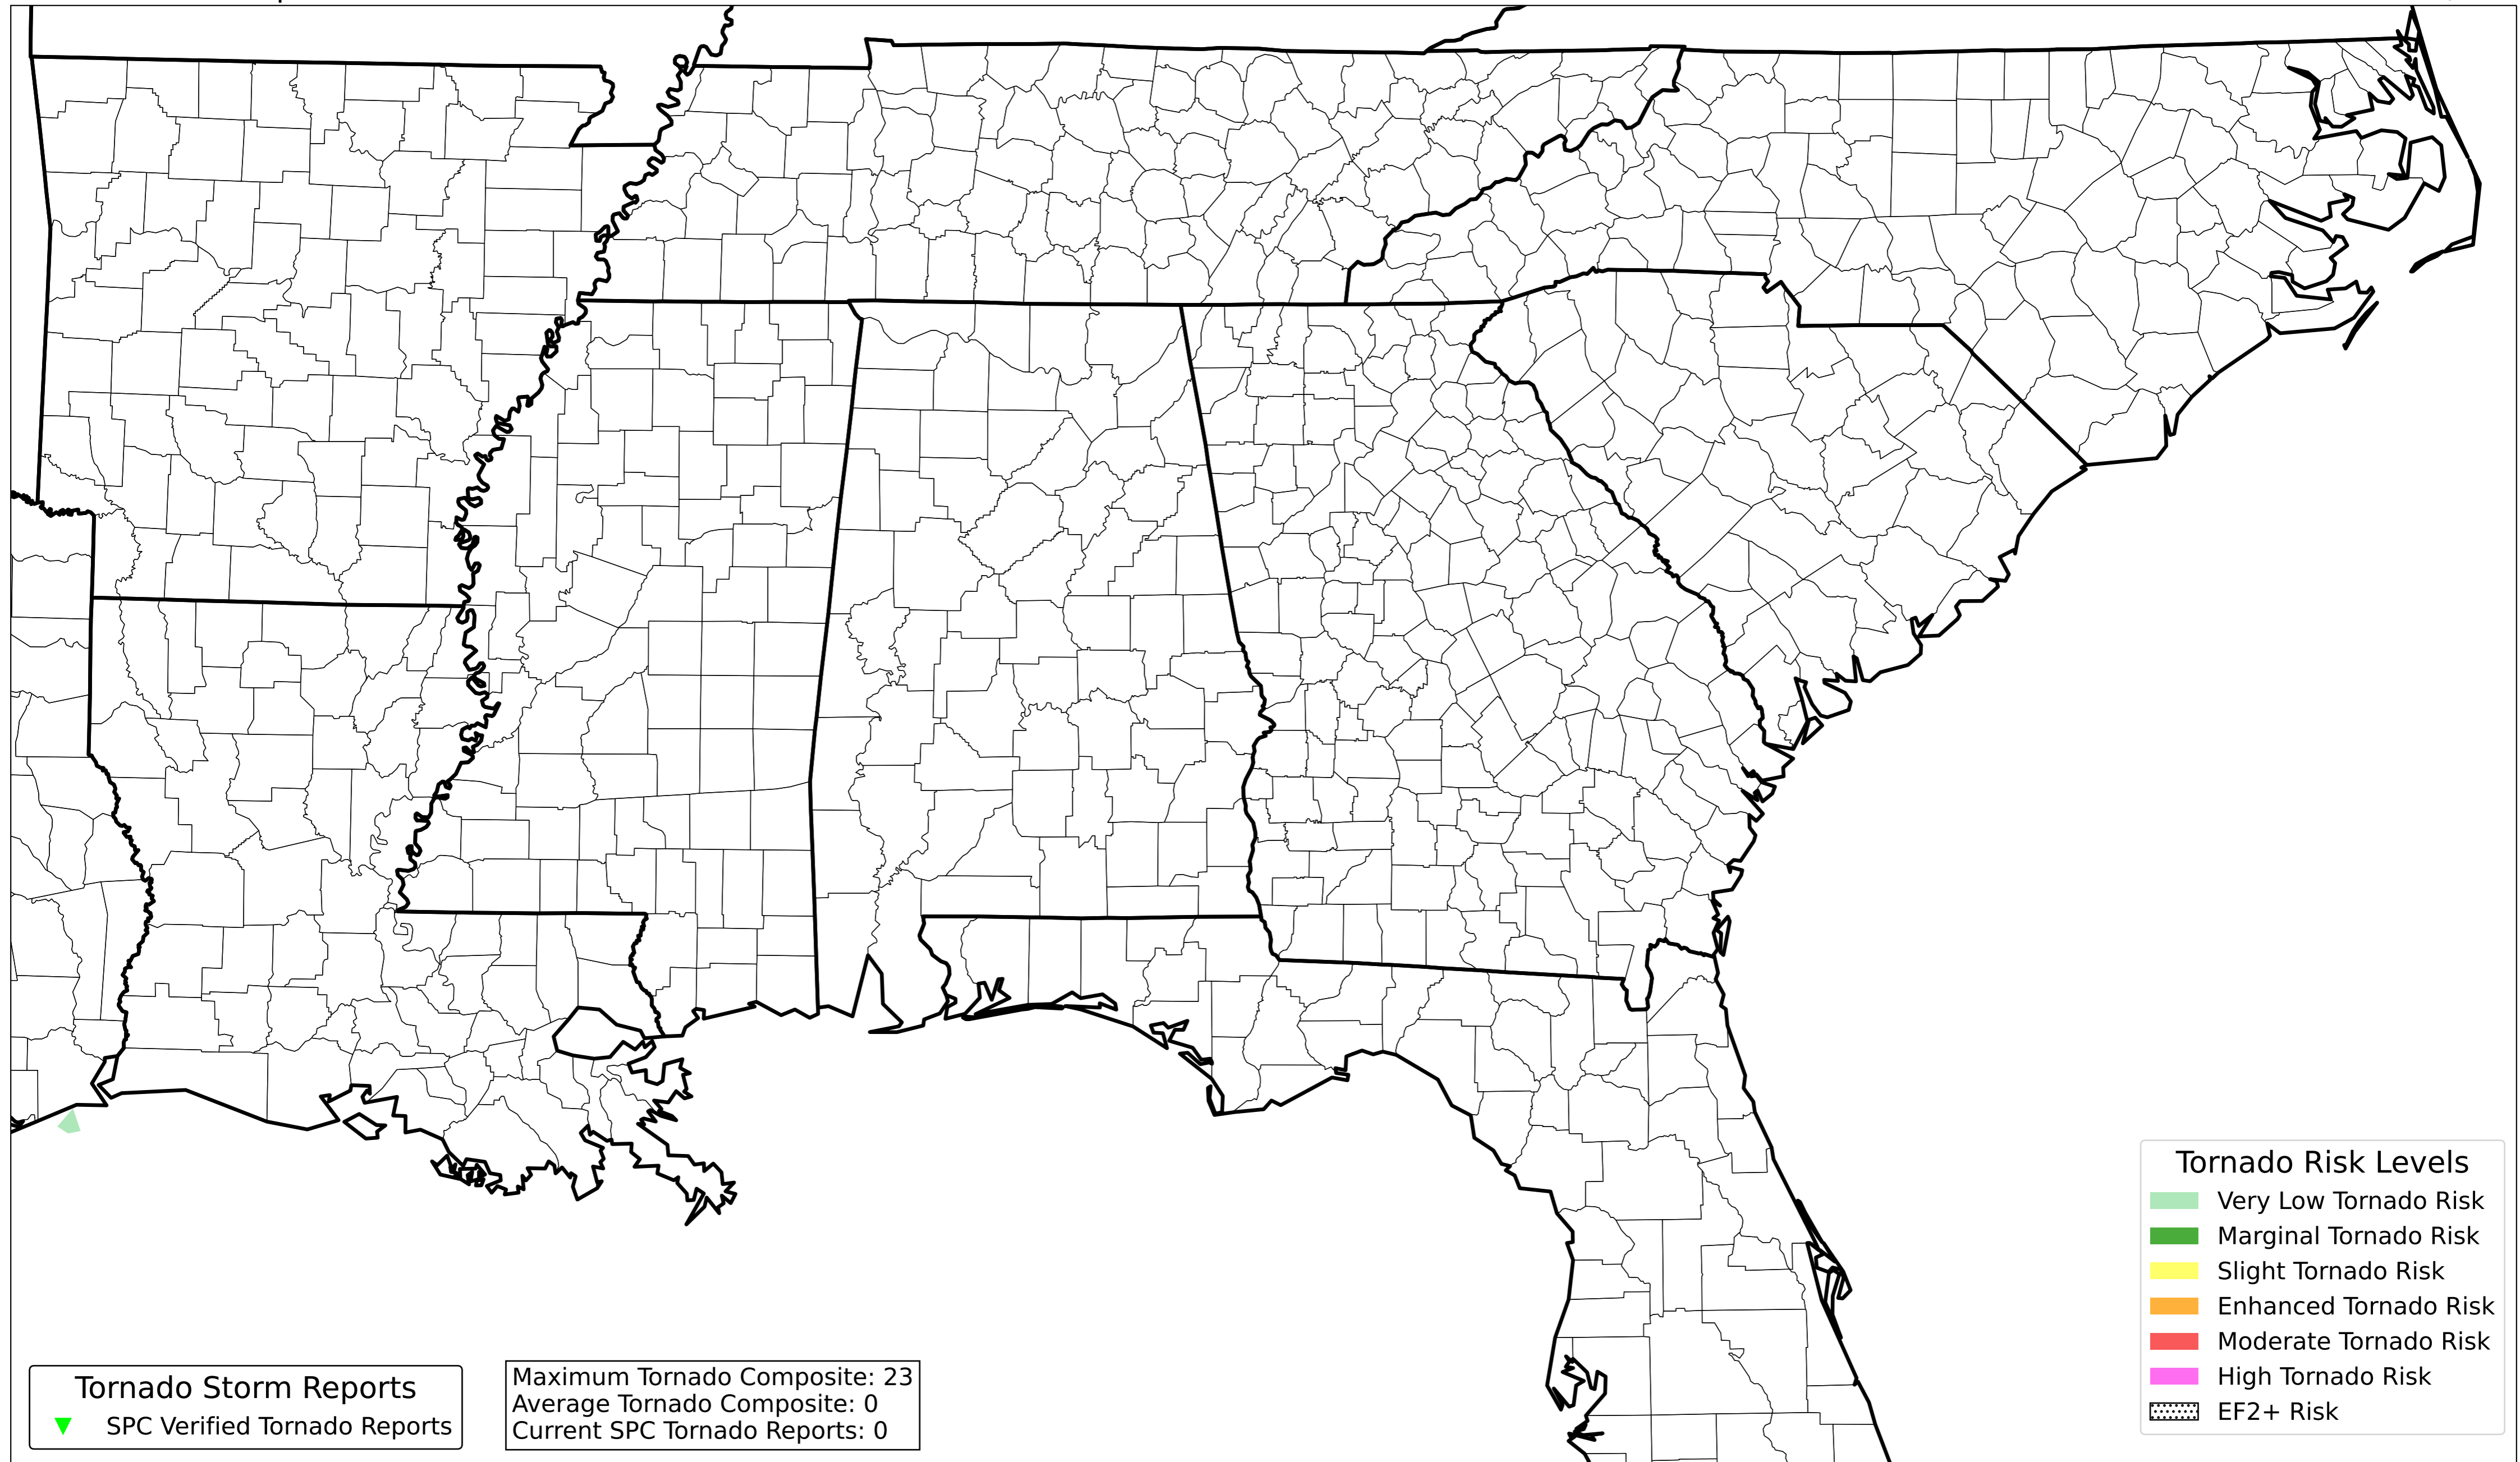 Tornado Risk Levels
Very Low Tornado Risk
Marginal Tornado Risk
Slight Tornado Risk
Enhanced Tornado Risk
Moderate Tornado Risk
High Tornado Risk
EF2+ Risk
Tornado Storm Reports
SPC Verified Tornado Reports
Maximum Tornado Composite: 23
Average Tornado Composite: 0
Current SPC Tornado Reports: 0